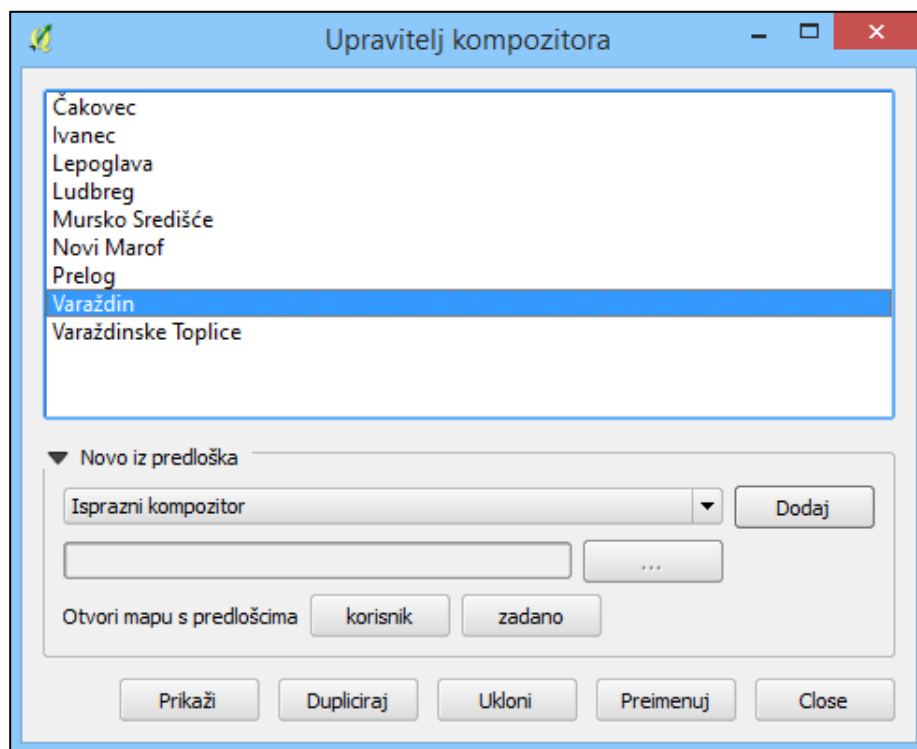 Upravitelj kompozitora
Čakovec
Ivanec
Lepoglava
Ludbreg
Mursko Središće
Novi Marof
Prelog
Varaždin
Varaždinske Toplice
Novo iz predloška
Isprazni kompozitor Dodaj
...
Otvori mapu s predlošcima korisnik zadano
Prikaži Dupliciraj Ukloni Preimenuj Close